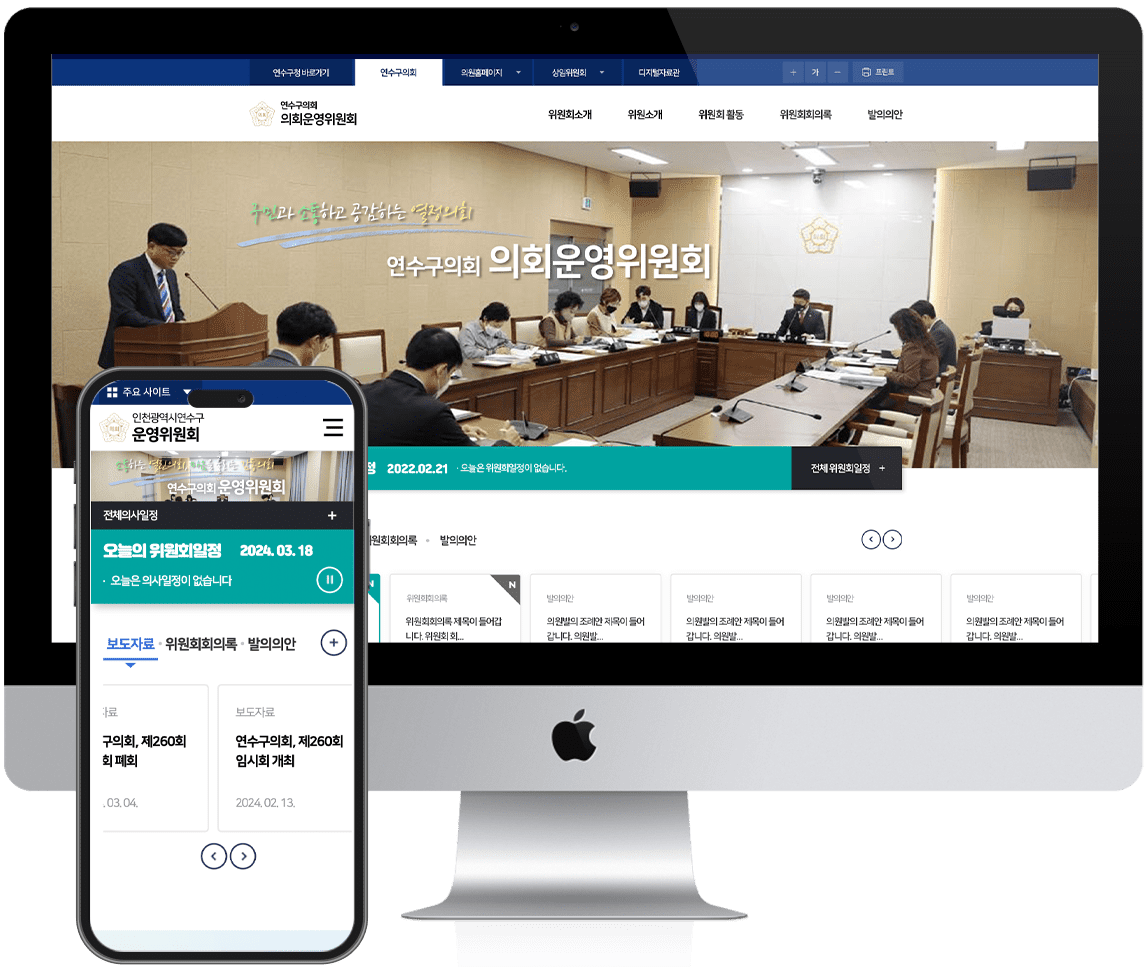 연수구청 바로가기
연수구의회
의원홈페이지
상임위원회
디지털자료관
+ 가 −
프린트
연수구의회
의회운영위원회
위원회소개
위원소개
위원회 활동
위원회회의록
발의의안
구민과 소통하고 공감하는 열정의회
연수구의회 의회운영위원회
정 2022.02.21 · 오늘은 위원회일정이 없습니다.
전체 위원회일정 +
위원회회의록 • 발의의안
N
N
위원회회의록
위원회회의록 제목이 들어갑
니다. 위원회 회...
발의의안
의원발의 조례안 제목이 들어
갑니다. 의원발...
발의의안
의원발의 조례안 제목이 들어
갑니다. 의원발...
발의의안
의원발의 조례안 제목이 들어
갑니다. 의원발...
발의의안
의원발의 조례안 제목이 들어
갑니다. 의원발...
주요 사이트
인천광역시연수구
운영위원회
연수구의회 운영위원회
전체의사일정 +
오늘의 위원회일정 2024. 03. 18
· 오늘은 의사일정이 없습니다
보도자료 • 위원회회의록 • 발의의안 +
자료
구의회, 제260회
회 폐회
. 03. 04.
보도자료
연수구의회, 제260회
임시회 개최
2024. 02. 13.